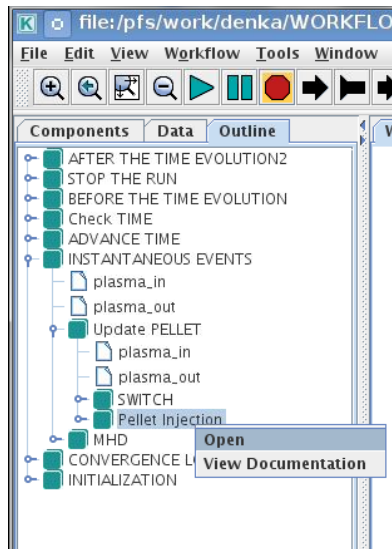 file:/pfs/work/denka/WORKFLO
File Edit View Workflow Tools Window
Components Data Outline
AFTER THE TIME EVOLUTION2
STOP THE RUN
BEFORE THE TIME EVOLUTION
Check TIME
ADVANCE TIME
INSTANTANEOUS EVENTS
plasma_in
plasma_out
Update PELLET
plasma_in
plasma_out
SWITCH
Pellet Injection
Open
MHD
View Documentation
CONVERGENCE
INITIALIZATION